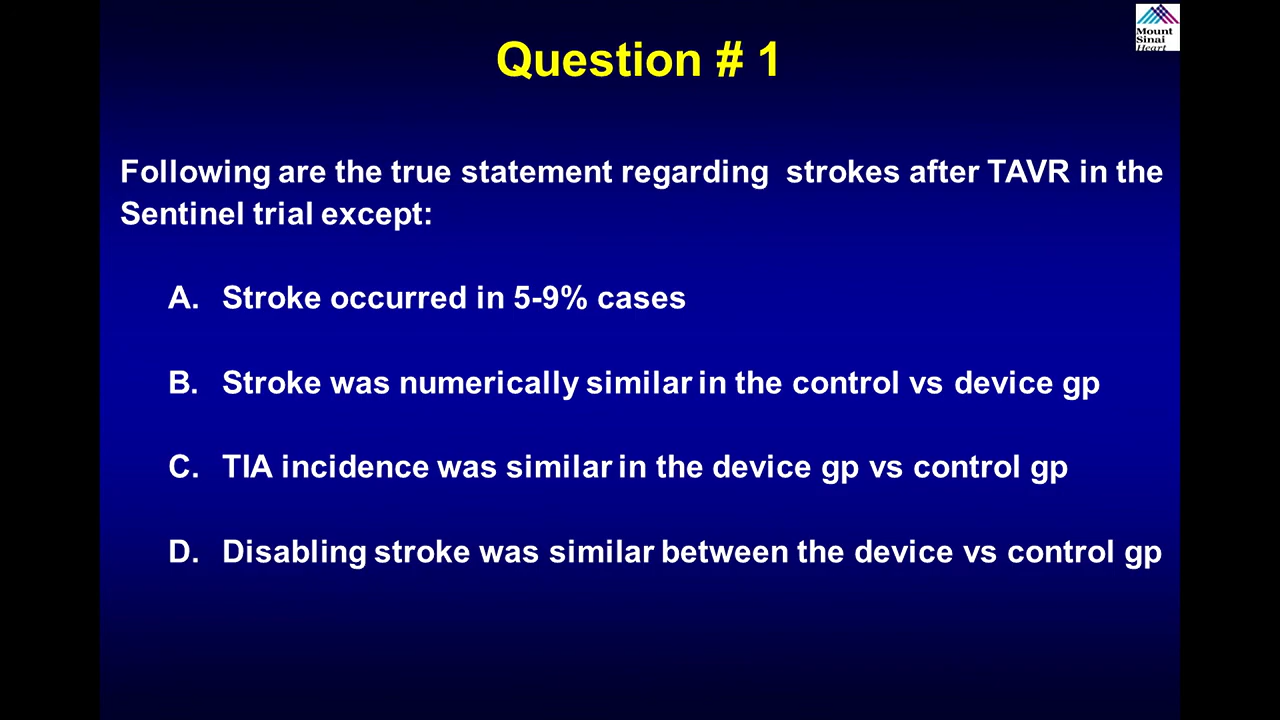 Mount
Sinai
Heart
Question # 1
Following are the true statement regarding strokes after TAVR in the
Sentinel trial except:
A. Stroke occurred in 5-9% cases
B. Stroke was numerically similar in the control vs device gp
C. TIA incidence was similar in the device gp vs control gp
D. Disabling stroke was similar between the device vs control gp